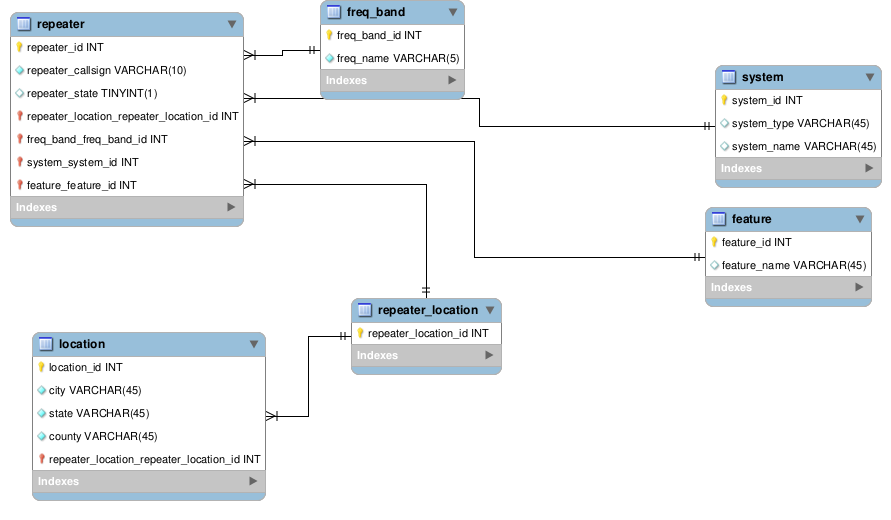 repeater
repeater_id INT
repeater_callsign VARCHAR(10)
repeater_state TINYINT(1)
repeater_location_repeater_location_id INT
freq_band_freq_band_id INT
system_system_id INT
feature_feature_id INT
Indexes
freq_band
freq_band_id INT
freq_name VARCHAR(5)
Indexes
system
system_id INT
system_type VARCHAR(45)
system_name VARCHAR(45)
Indexes
feature
feature_id INT
feature_name VARCHAR(45)
Indexes
repeater_location
repeater_location_id INT
Indexes
location
location_id INT
city VARCHAR(45)
state VARCHAR(45)
county VARCHAR(45)
repeater_location_repeater_location_id INT
Indexes